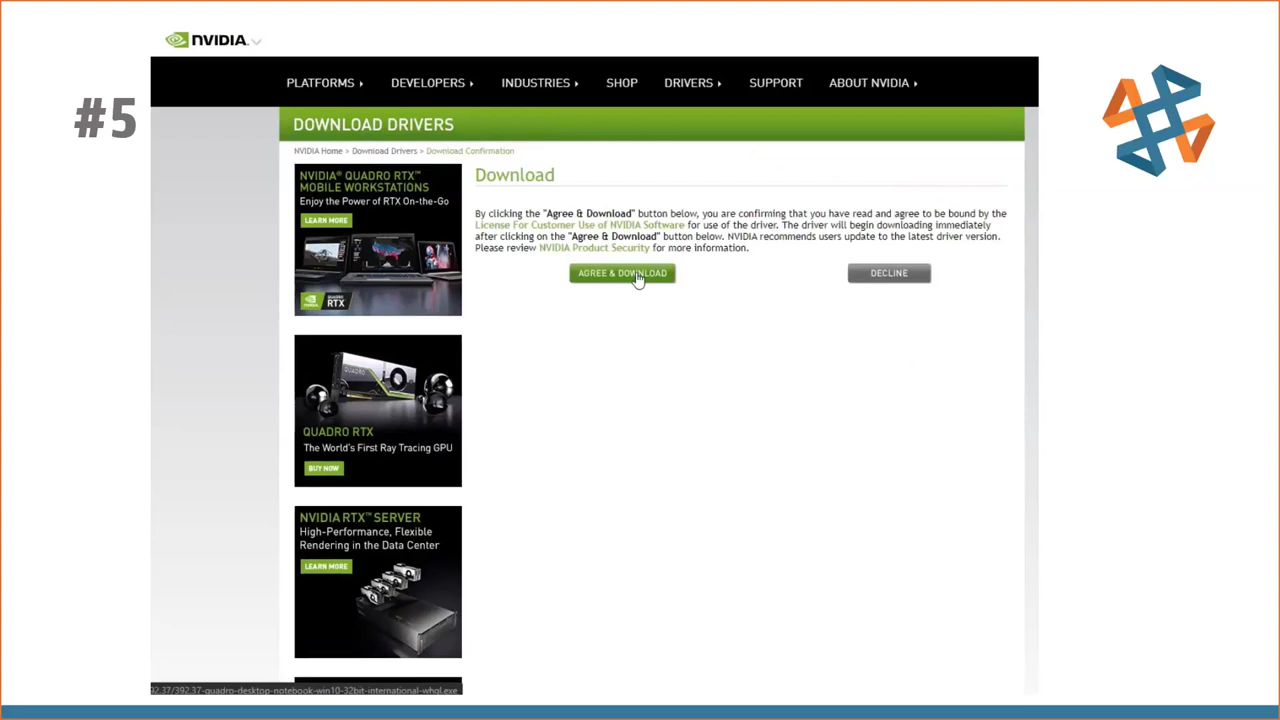 NVIDIA.
PLATFORMS DEVELOPERS INDUSTRIES SHOP DRIVERS SUPPORT ABOUT NVIDIA
#5
DOWNLOAD DRIVERS
NVIDIA Home > Download Drivers > Download Confirmation
NVIDIA® QUADRO RTX™
MOBILE WORKSTATIONS
Enjoy the Power of RTX On-the-Go
LEARN MORE
QUADRO
RTX
Download
By clicking the "Agree & Download" button below, you are confirming that you have read and agree to be bound by the
License For Customer Use of NVIDIA Software for use of the driver. The driver will begin downloading immediately
after clicking on the "Agree & Download" button below. NVIDIA recommends users update to the latest driver version.
Please review NVIDIA Product Security for more information.
AGREE & DOWNLOAD DECLINE
QUADRO
QUADRO RTX
The World's First Ray Tracing GPU
BUY NOW
NVIDIA RTX™ SERVER
High-Performance, Flexible
Rendering in the Data Center
LEARN MORE
92.37/392.37-quadro-desktop-notebook-win10-32bit-international-whql.exe